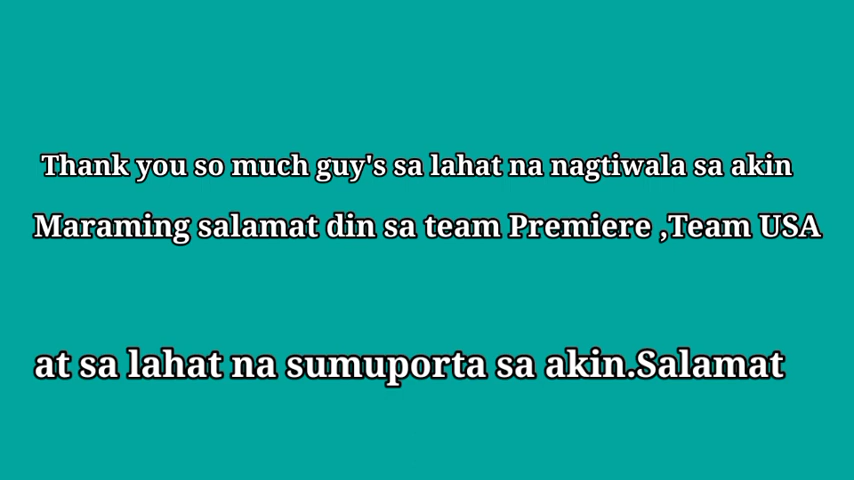 Thank you so much guy's sa lahat na nagtiwala sa akin
Maraming salamat din sa team Premiere ,Team USA
at sa lahat na sumuporta sa akin.Salamat